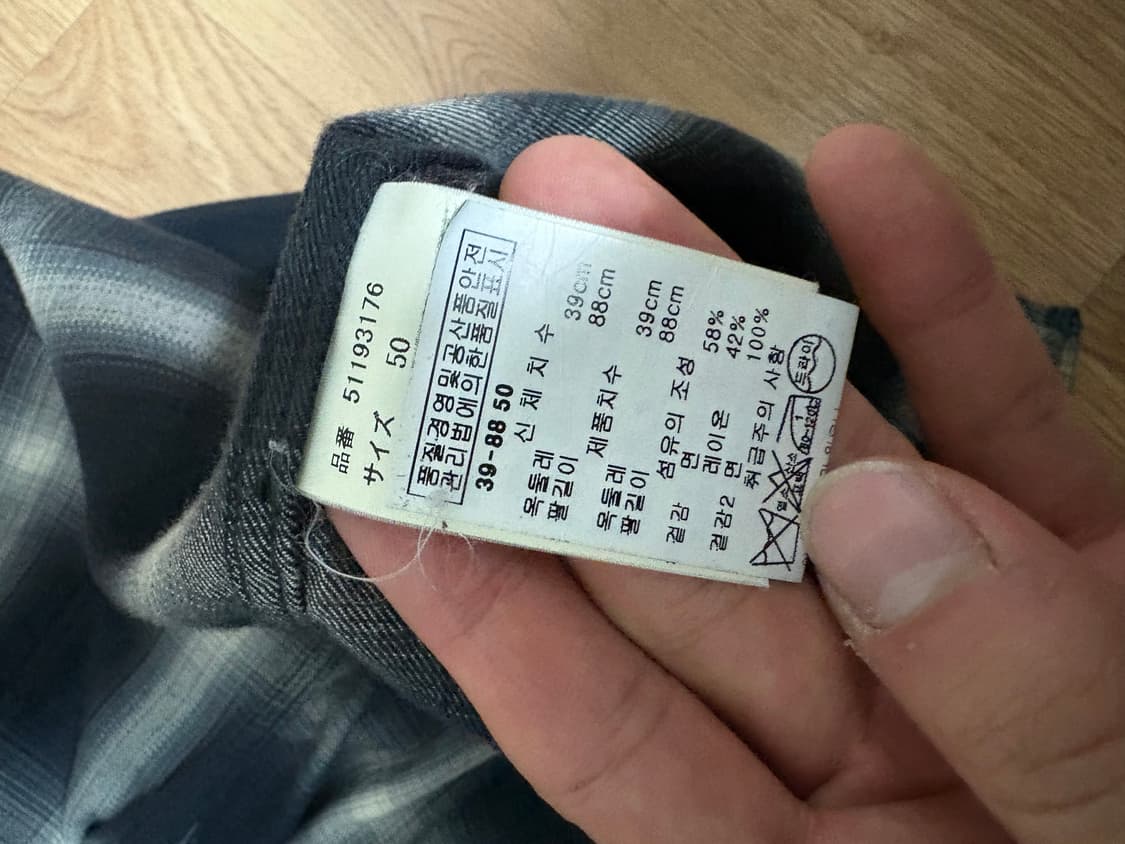 品番 51193176
サイズ 50
품질경영및공산품안전
관리법에의한품질표시
39-88 50
신 체 치 수
목둘레 39cm
팔길이 88cm
제품치수
목둘레 39cm
팔길이 88cm
섬유의 조성
겉감 면 58%
레이온 42%
겉감2 면 100%
취급주의 사항
드라이